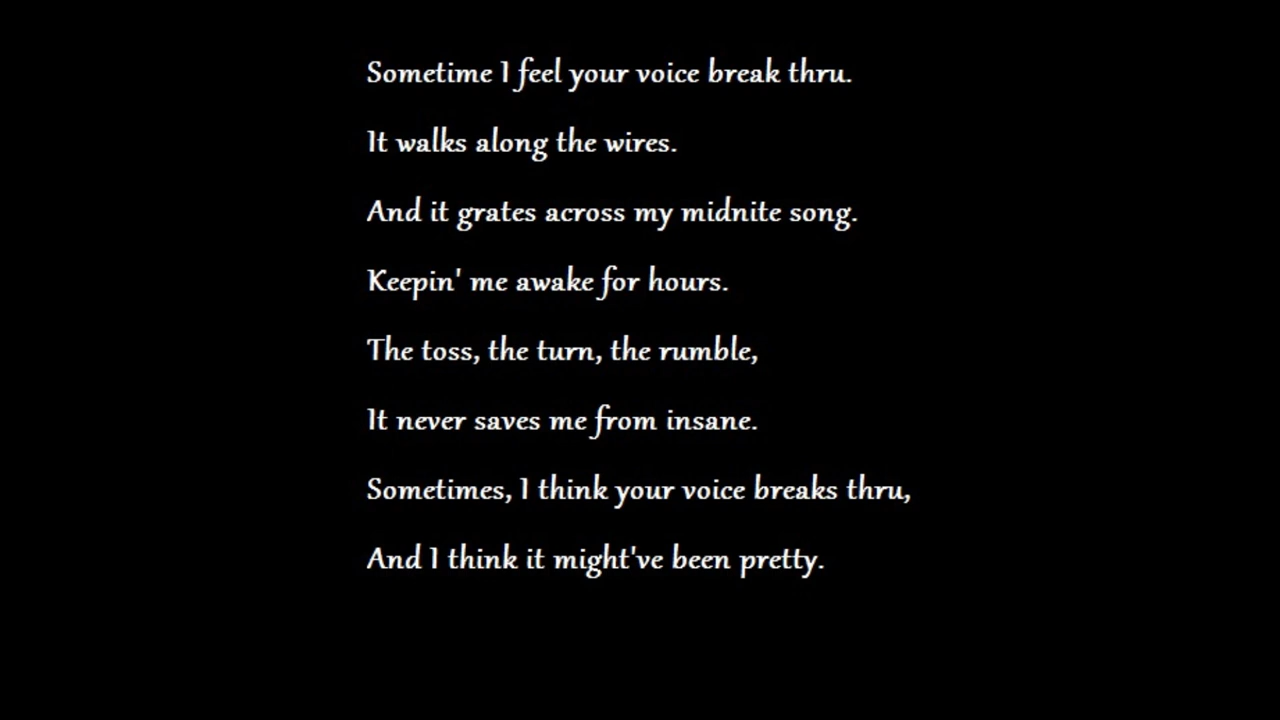 Sometime I feel your voice break thru.
It walks along the wires.
And it grates across my midnite song.
Keepin' me awake for hours.
The toss, the turn, the rumble,
It never saves me from insane.
Sometimes, I think your voice breaks thru,
And I think it might've been pretty.